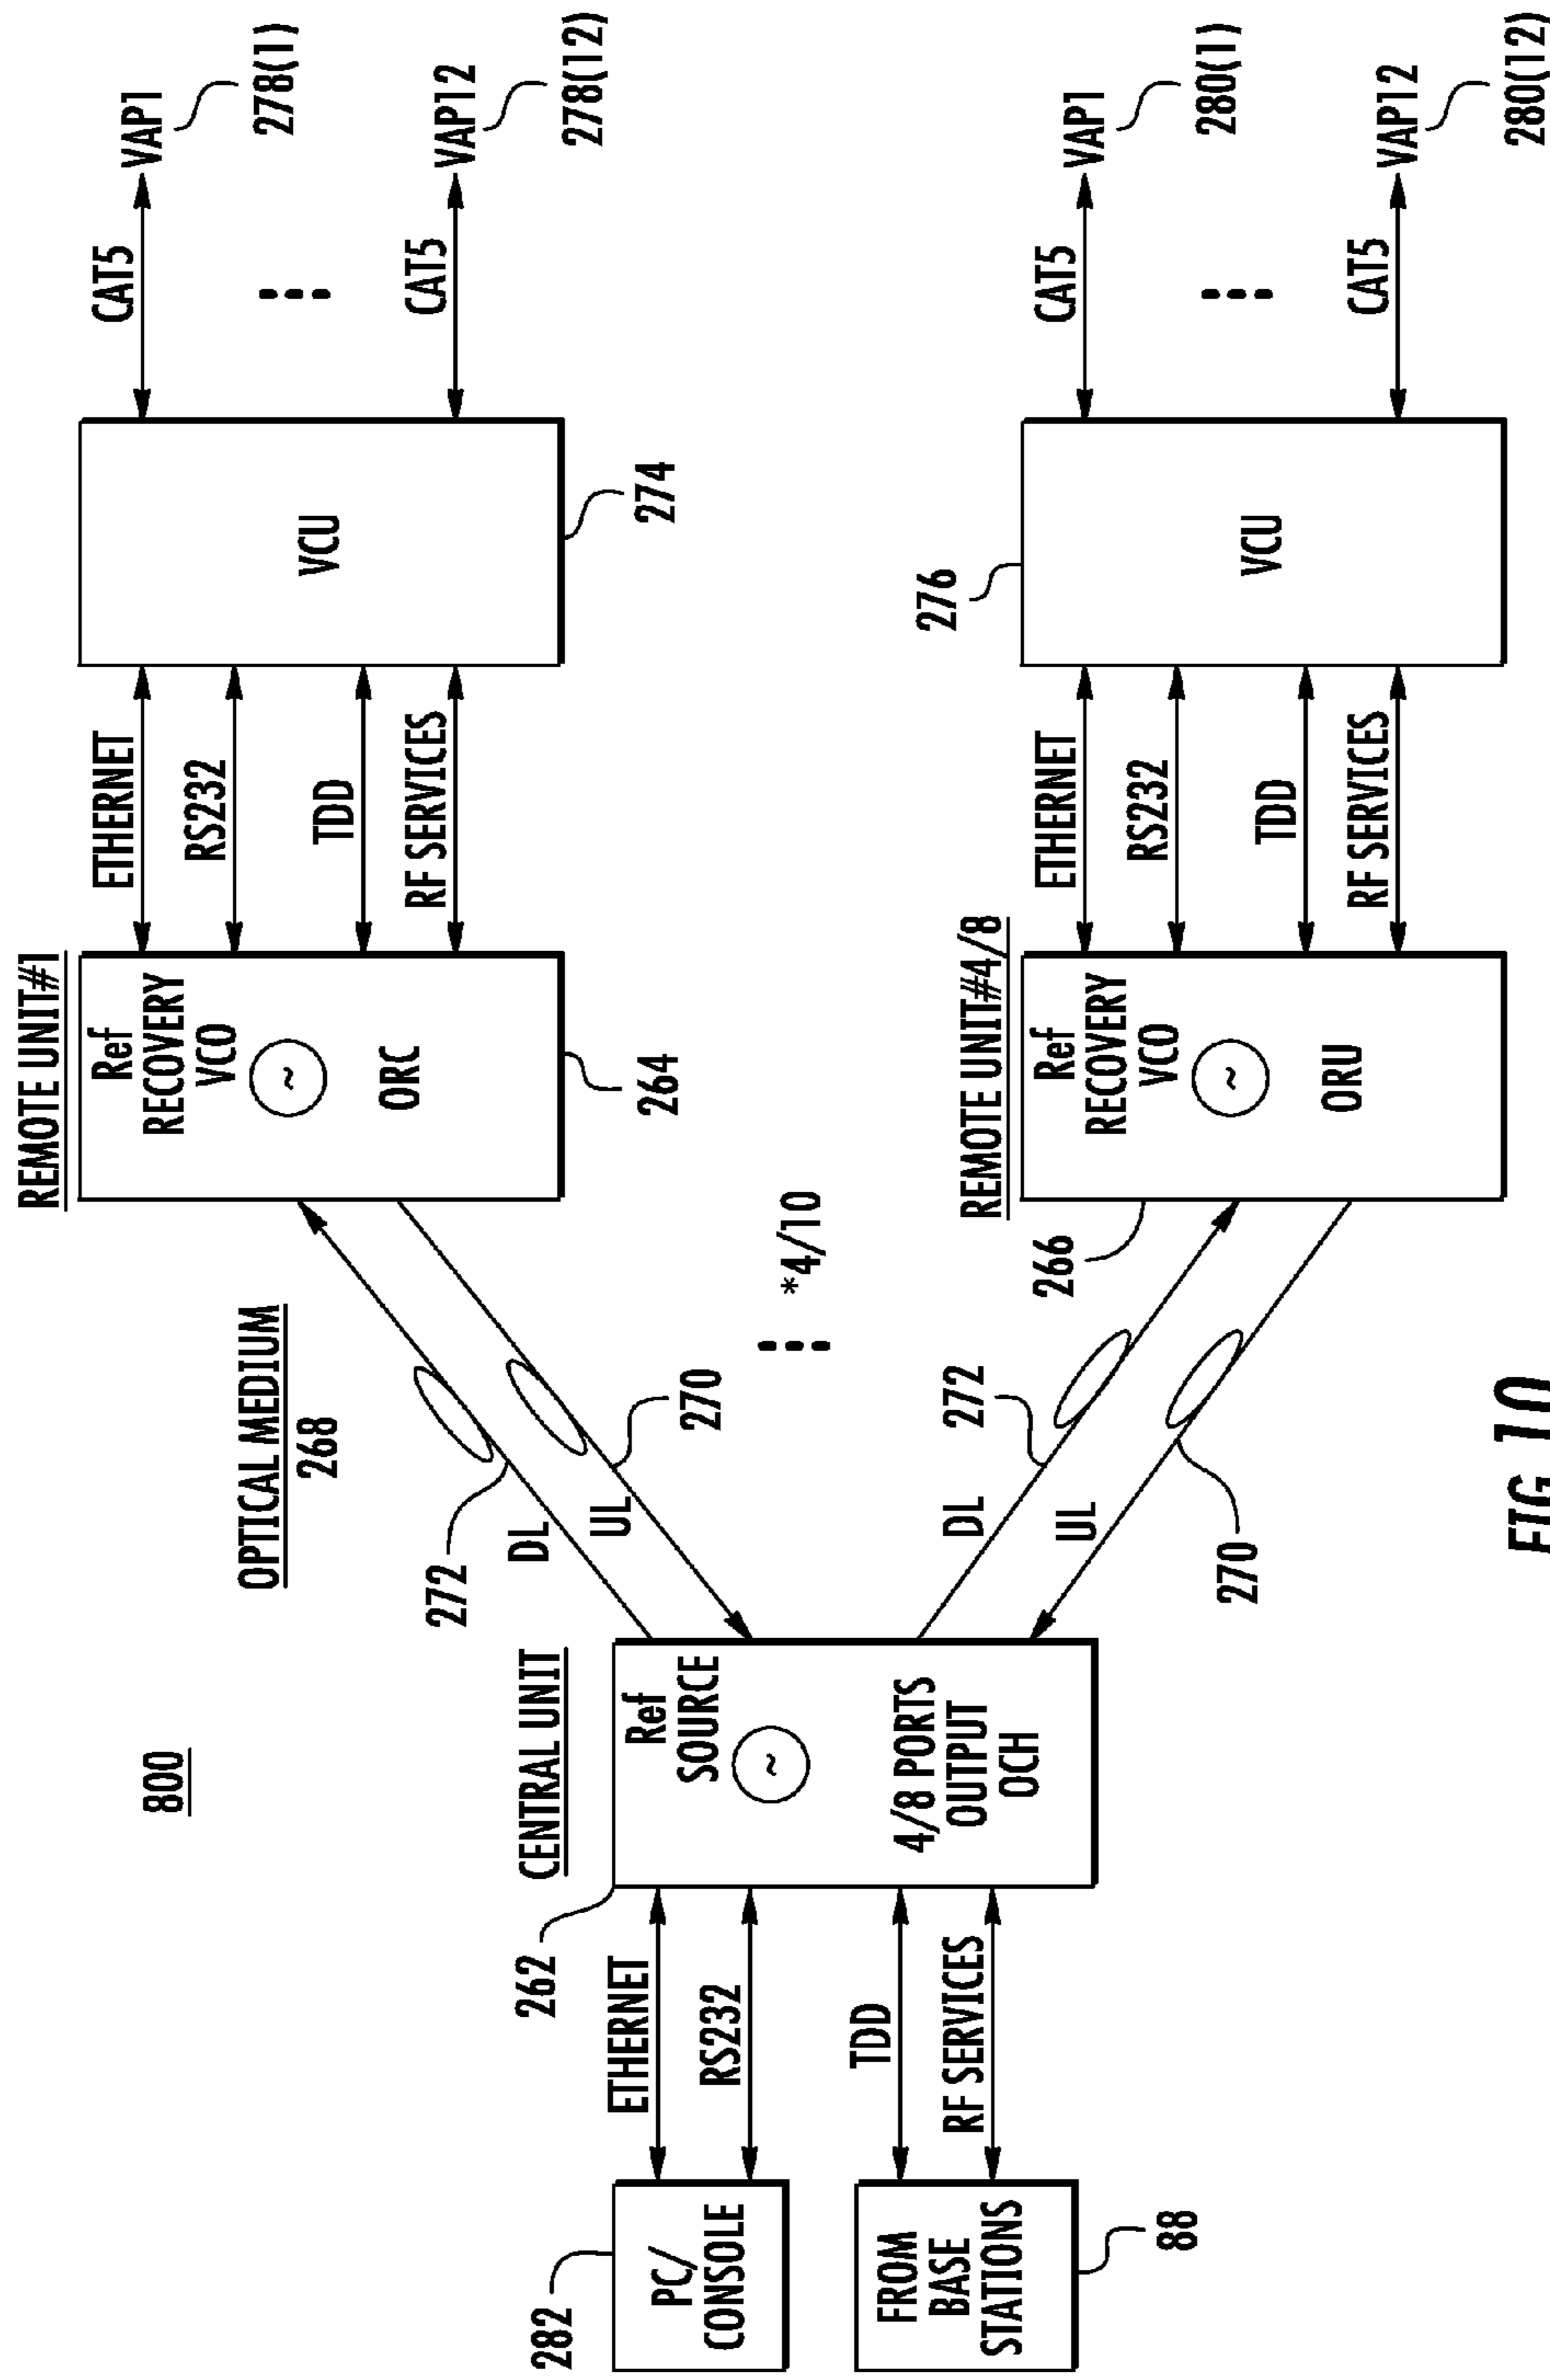 800
PC/
CONSOLE
282
FROM
BASE
STATIONS
88
ETHERNET
RS232
TDD
RF SERVICES
CENTRAL UNIT
262
Ref
SOURCE
~
4/8 PORTS
OUTPUT
OCH
OPTICAL MEDIUM
268
272
DL
UL
270
*4/10
272
DL
UL
270
REMOTE UNIT#1
Ref
RECOVERY
VCO
~
ORC
264
ETHERNET
RS232
TDD
RF SERVICES
VCU
274
CAT5
VAP1
278(1)
CAT5
VAP12
278(12)
REMOTE UNIT#4/8
266
Ref
RECOVERY
VCO
~
ORU
ETHERNET
RS232
TDD
RF SERVICES
VCU
276
CAT5
VAP1
280(1)
CAT5
VAP12
280(12)
FIG. 10